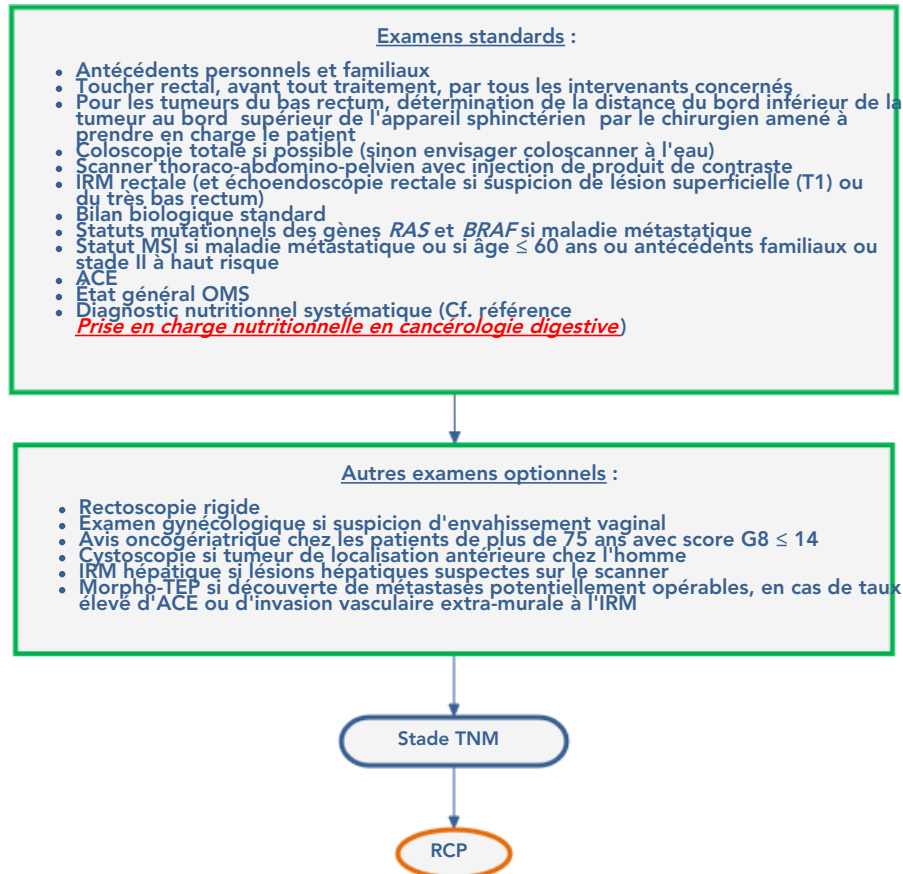 Examens standards :
• Antécédents personnels et familiaux
• Toucher rectal, avant tout traitement, par tous les intervenants concernés
• Pour les tumeurs du bas rectum, détermination de la distance du bord inférieur de la
tumeur au bord supérieur de l'appareil sphinctérien par le chirurgien amené à
prendre en charge le patient
• Coloscopie totale si possible (sinon envisager coloscanner à l'eau)
• Scanner thoraco-abdomino-pelvien avec injection de produit de contraste
• IRM rectale (et échoendoscopie rectale si suspicion de lésion superficielle (T1) ou
du très bas rectum)
• Bilan biologique standard
• Statuts mutationnels des gènes RAS et BRAF si maladie métastatique
• Statut MSI si maladie métastatique ou si âge ≤ 60 ans ou antécédents familiaux ou
stade II à haut risque
• ACE
• État général OMS
• Diagnostic nutritionnel systématique (Cf. référence
Prise en charge nutritionnelle en cancérologie digestive)
Autres examens optionnels :
• Rectoscopie rigide
• Examen gynécologique si suspicion d'envahissement vaginal
• Avis oncogériatrique chez les patients de plus de 75 ans avec score G8 ≤ 14
• Cystoscopie si tumeur de localisation antérieure chez l'homme
• IRM hépatique si lésions hépatiques suspectes sur le scanner
• Morpho-TEP si découverte de métastases potentiellement opérables, en cas de taux
élevé d'ACE ou d'invasion vasculaire extra-murale à l'IRM
Stade TNM
RCP